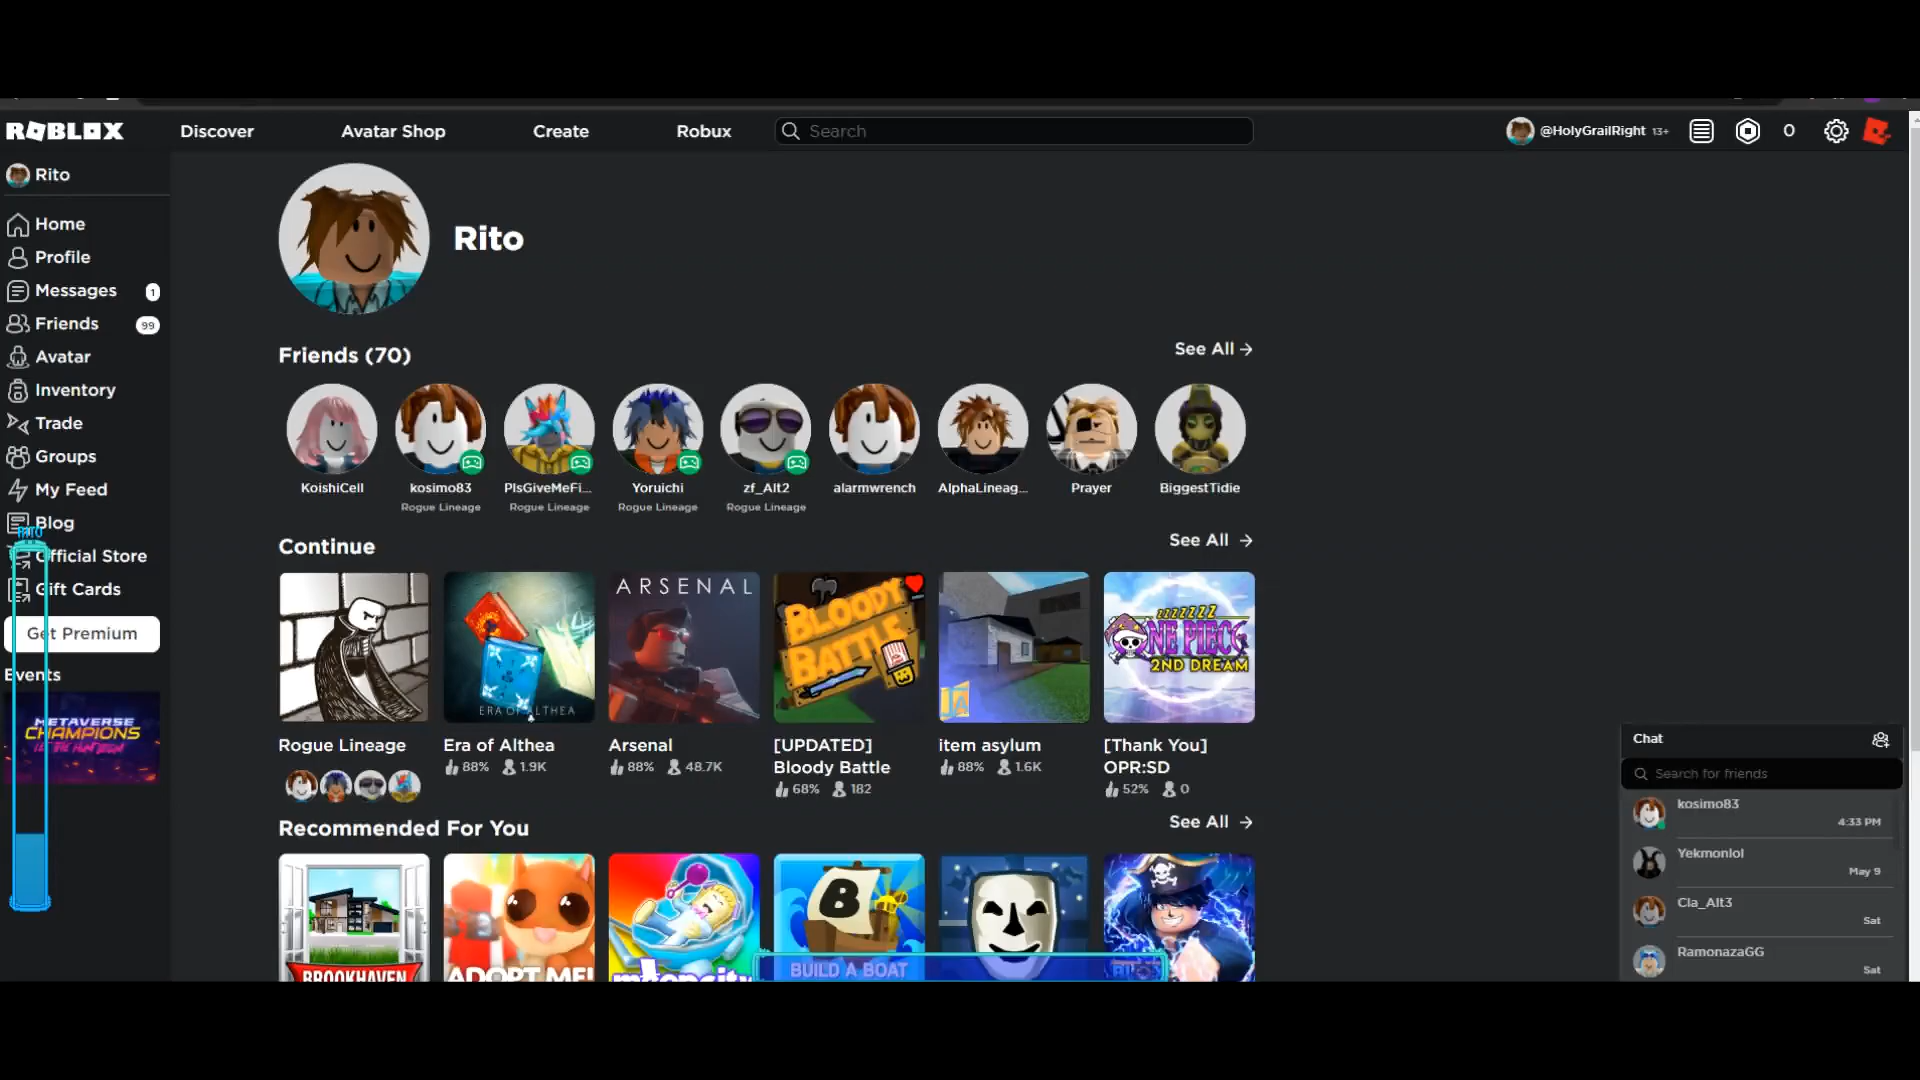 ROBLOX
Discover
Avatar Shop
Create
Robux
Search
@HolyGrailRight 13+
0
Rito
Home
Profile
Messages 1
Friends 99
Avatar
Inventory
Trade
Groups
My Feed
Blog
RITO
Official Store
Gift Cards
Get Premium
Events
METAVERSE
CHAMPIONS
Rito
Friends (70)
See All
KoishiCell
kosimo83
PlsGiveMeFi...
Yoruichi
zf_Alt2
alarmwrench
AlphaLineag...
Prayer
BiggestTidie
Rogue Lineage
Rogue Lineage
Rogue Lineage
Rogue Lineage
Continue
See All
ERA OF ALTHEA
ARSENAL
BLOODY
BATTLE
ZZZZZZZ
ONE PIECE
2ND DREAM
Rogue Lineage
Era of Althea
88% 1.9K
Arsenal
88% 48.7K
[UPDATED]
Bloody Battle
68% 182
item asylum
88% 1.6K
[Thank You]
OPR:SD
52% 0
Recommended For You
See All
BROOKHAVEN
ADOPT ME!
B
BUILD A BOAT
Chat
Search for friends
kosimo83
4:33 PM
Yekmonlol
May 9
Cla_Alt3
Sat
RamonazaGG
Sat